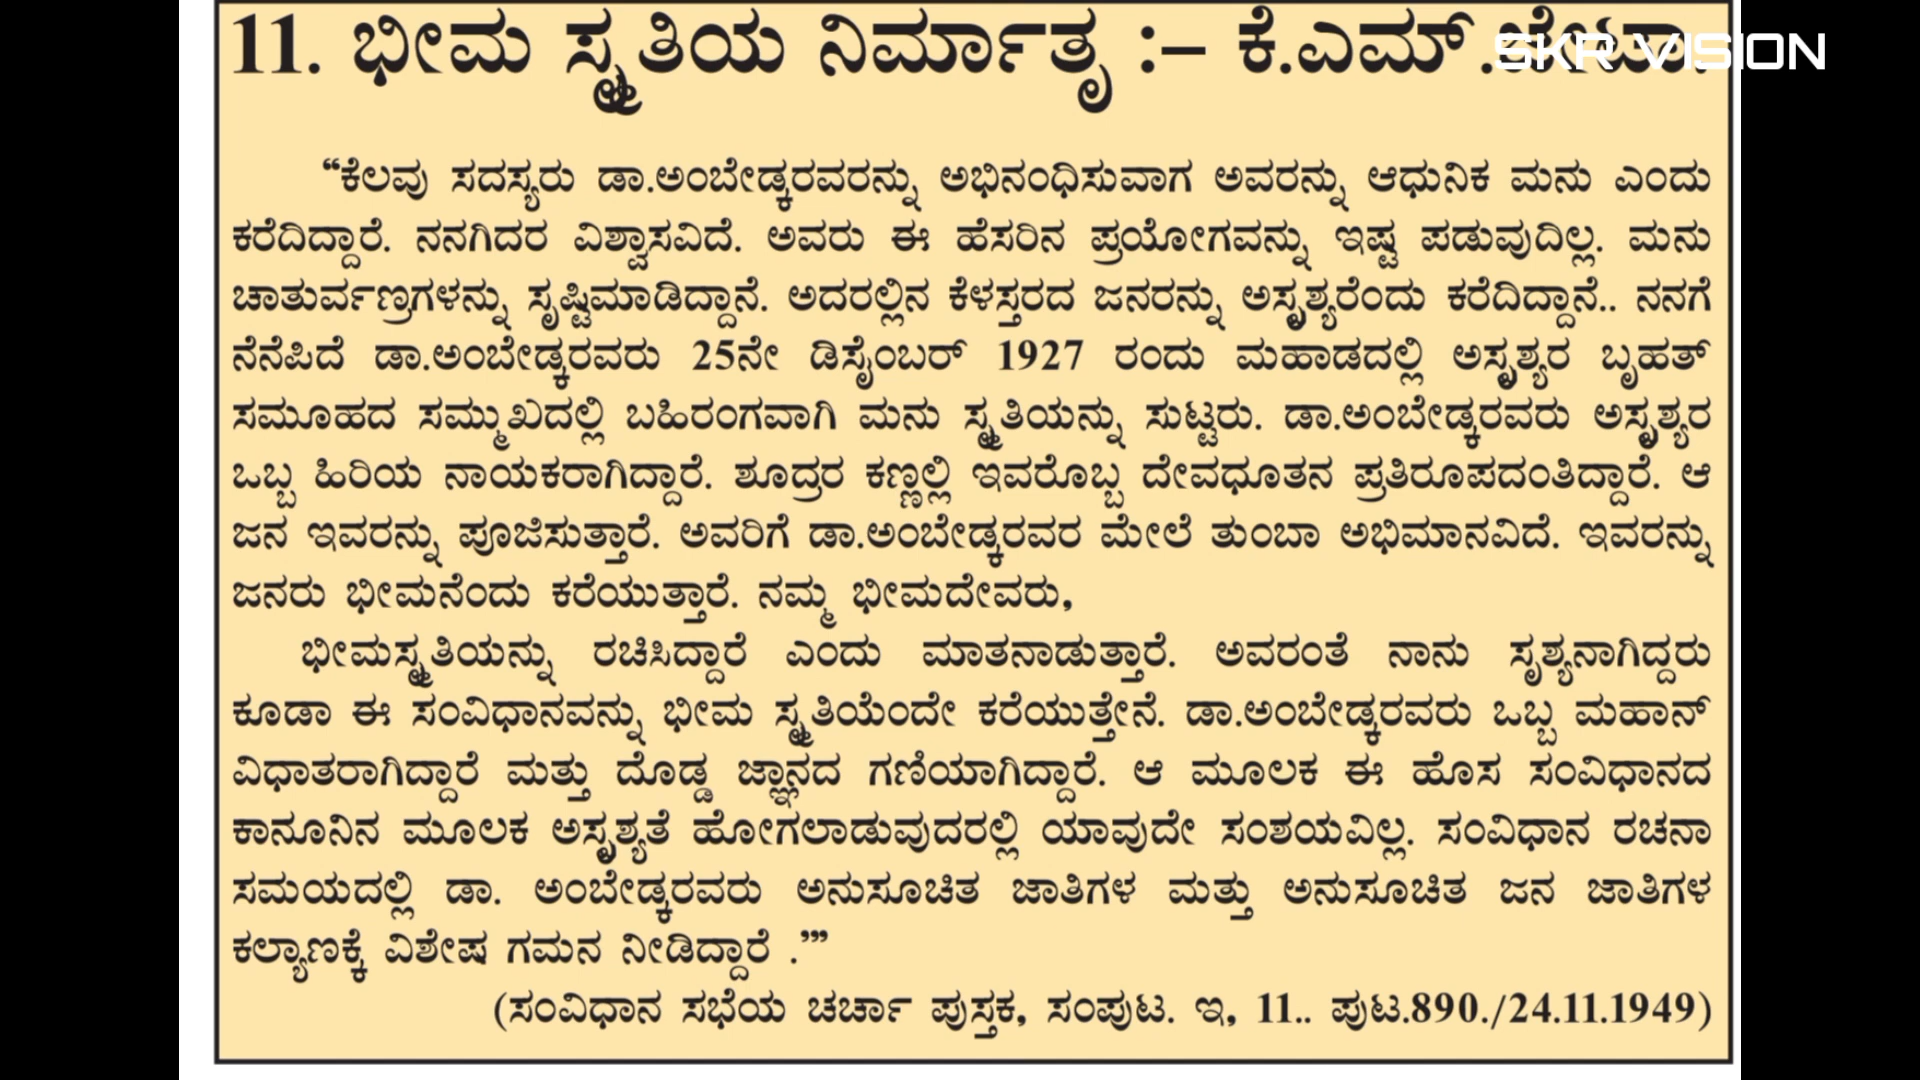 11. ಭೀಮ ಸ್ಮೃತಿಯ ನಿರ್ಮಾತೃ :– ಕೆ.ಎಮ್.
SKR VISION
“ಕೆಲವು ಸದಸ್ಯರು ಡಾ.ಅಂಬೇಡ್ಕರವರನ್ನು ಅಭಿನಂಧಿಸುವಾಗ ಅವರನ್ನು ಆಧುನಿಕ ಮನು ಎಂದು
ಕರೆದಿದ್ದಾರೆ. ನನಗಿದರ ವಿಶ್ವಾಸವಿದೆ. ಅವರು ಈ ಹೆಸರಿನ ಪ್ರಯೋಗವನ್ನು ಇಷ್ಟ ಪಡುವುದಿಲ್ಲ. ಮನು
ಚಾತುರ್ವಣ್ರಗಳನ್ನು ಸೃಷ್ಟಿಮಾಡಿದ್ದಾನೆ. ಅದರಲ್ಲಿನ ಕೆಳಸ್ತರದ ಜನರನ್ನು ಅಸ್ಪೃಶ್ಯರೆಂದು ಕರೆದಿದ್ದಾನೆ.. ನನಗೆ
ನೆನೆಪಿದೆ ಡಾ.ಅಂಬೇಡ್ಕರವರು 25ನೇ ಡಿಸೈಂಬರ್ 1927 ರಂದು ಮಹಾಡದಲ್ಲಿ ಅಸ್ಪೃಶ್ಯರ ಬೃಹತ್
ಸಮೂಹದ ಸಮ್ಮುಖದಲ್ಲಿ ಬಹಿರಂಗವಾಗಿ ಮನು ಸ್ಮೃತಿಯನ್ನು ಸುಟ್ಟರು. ಡಾ.ಅಂಬೇಡ್ಕರವರು ಅಸ್ಪೃಶ್ಯರ
ಒಬ್ಬ ಹಿರಿಯ ನಾಯಕರಾಗಿದ್ದಾರೆ. ಶೂದ್ರರ ಕಣ್ಣಲ್ಲಿ ಇವರೊಬ್ಬ ದೇವಧೂತನ ಪ್ರತಿರೂಪದಂತಿದ್ದಾರೆ. ಆ
ಜನ ಇವರನ್ನು ಪೂಜಿಸುತ್ತಾರೆ. ಅವರಿಗೆ ಡಾ.ಅಂಬೇಡ್ಕರವರ ಮೇಲೆ ತುಂಬಾ ಅಭಿಮಾನವಿದೆ. ಇವರನ್ನು
ಜನರು ಭೀಮನೆಂದು ಕರೆಯುತ್ತಾರೆ. ನಮ್ಮ ಭೀಮದೇವರು,
ಭೀಮಸ್ಮೃತಿಯನ್ನು ರಚಿಸಿದ್ದಾರೆ ಎಂದು ಮಾತನಾಡುತ್ತಾರೆ. ಅವರಂತೆ ನಾನು ಸೃಶ್ಯನಾಗಿದ್ದರು
ಕೂಡಾ ಈ ಸಂವಿಧಾನವನ್ನು ಭೀಮ ಸ್ಮೃತಿಯೆಂದೇ ಕರೆಯುತ್ತೇನೆ. ಡಾ.ಅಂಬೇಡ್ಕರವರು ಒಬ್ಬ ಮಹಾನ್
ವಿಧಾತರಾಗಿದ್ದಾರೆ ಮತ್ತು ದೊಡ್ಡ ಜ್ಞಾನದ ಗಣಿಯಾಗಿದ್ದಾರೆ. ಆ ಮೂಲಕ ಈ ಹೊಸ ಸಂವಿಧಾನದ
ಕಾನೂನಿನ ಮೂಲಕ ಅಸ್ಪೃಶ್ಯತೆ ಹೋಗಲಾಡುವುದರಲ್ಲಿ ಯಾವುದೇ ಸಂಶಯವಿಲ್ಲ. ಸಂವಿಧಾನ ರಚನಾ
ಸಮಯದಲ್ಲಿ ಡಾ. ಅಂಬೇಡ್ಕರವರು ಅನುಸೂಚಿತ ಜಾತಿಗಳ ಮತ್ತು ಅನುಸೂಚಿತ ಜನ ಜಾತಿಗಳ
ಕಲ್ಯಾಣಕ್ಕೆ ವಿಶೇಷ ಗಮನ ನೀಡಿದ್ದಾರೆ .’”
(ಸಂವಿಧಾನ ಸಭೆಯ ಚರ್ಚಾ ಪುಸ್ತಕ, ಸಂಪುಟ. ಇ, 11.. ಪುಟ.890./24.11.1949)